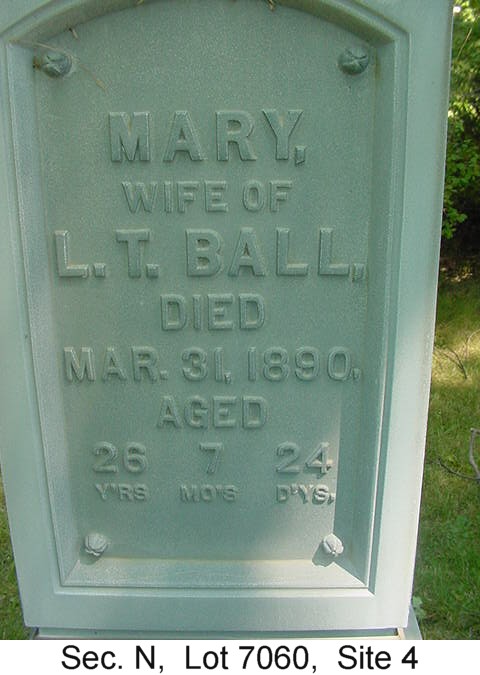 MARY,
WIFE OF
L. T. BALL,
DIED
MAR. 31, 1890,
AGED
26 7 24
Y'RS MO'S D'YS,
Sec. N, Lot 7060, Site 4